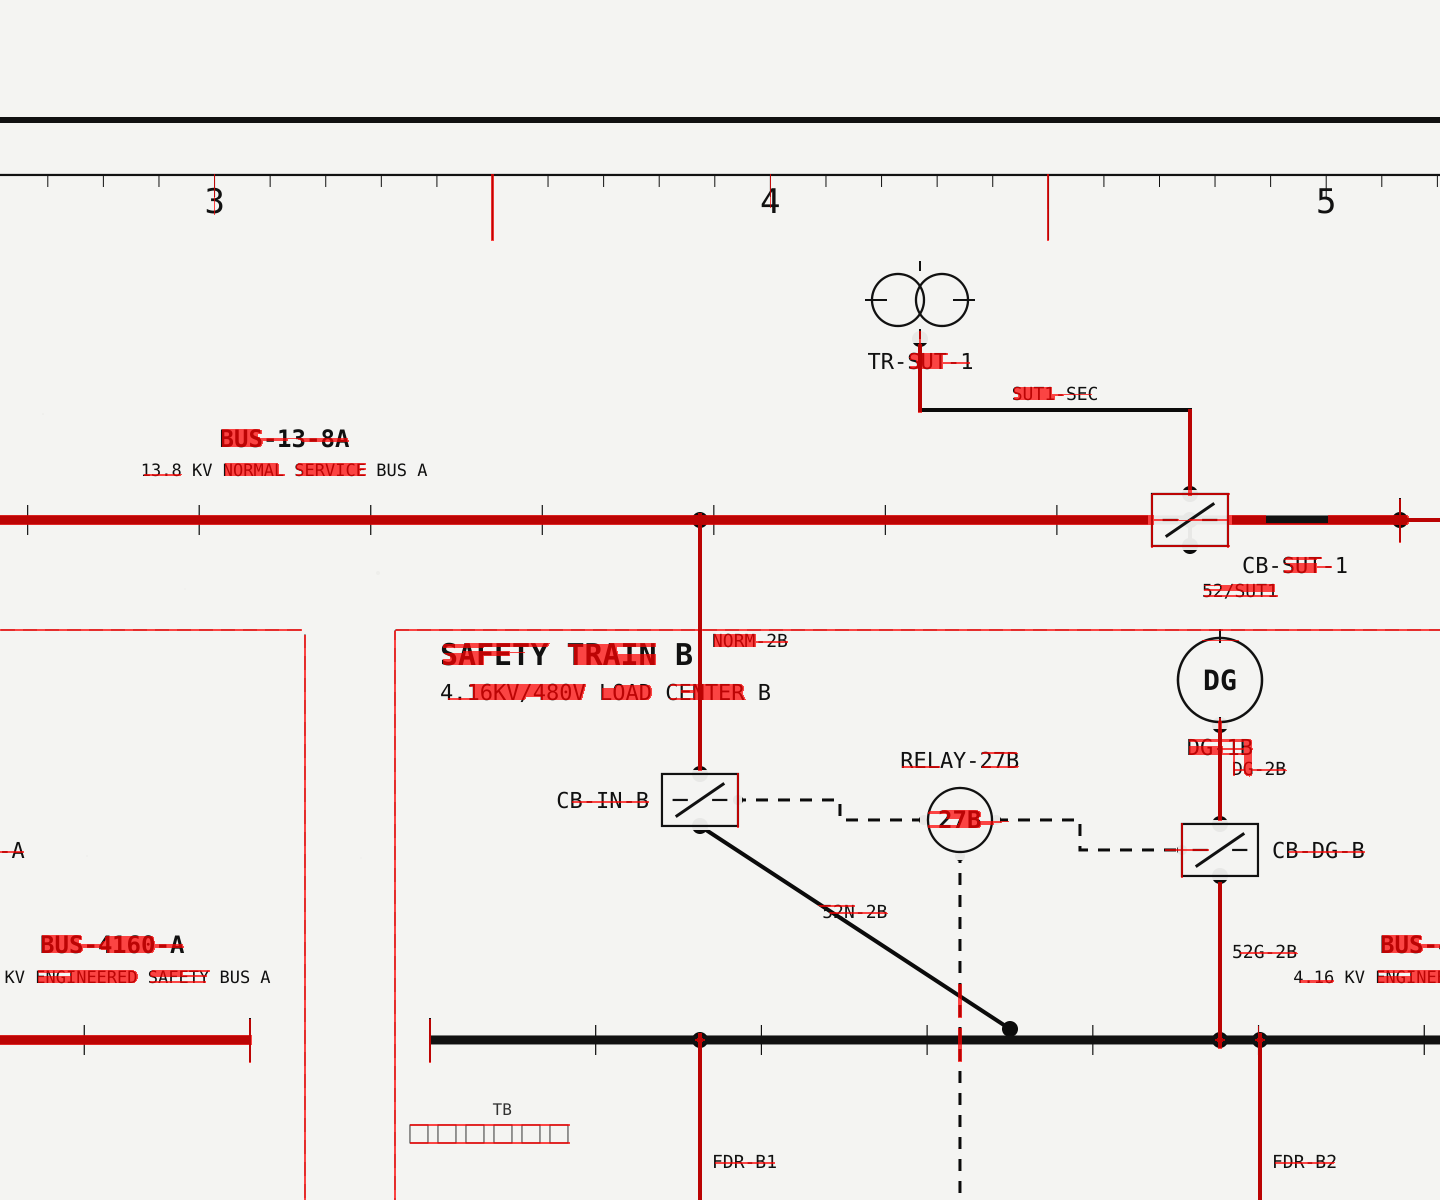 3
4
5
TR-SUT-1
SUT1-SEC
BUS-13-8A
13.8 KV NORMAL SERVICE BUS A
CB-SUT-1
52/SUT1
SAFETY TRAIN B
NORM-2B
4.16KV/480V LOAD CENTER B
DG
DG-1B
DG-2B
RELAY-27B
CB-IN-B
27B
-A
CB-DG-B
52N-2B
BUS-4160-A
52G-2B
BUS-
KV ENGINEERED SAFETY BUS A
4.16 KV ENGINEE
TB
FDR-B1
FDR-B2